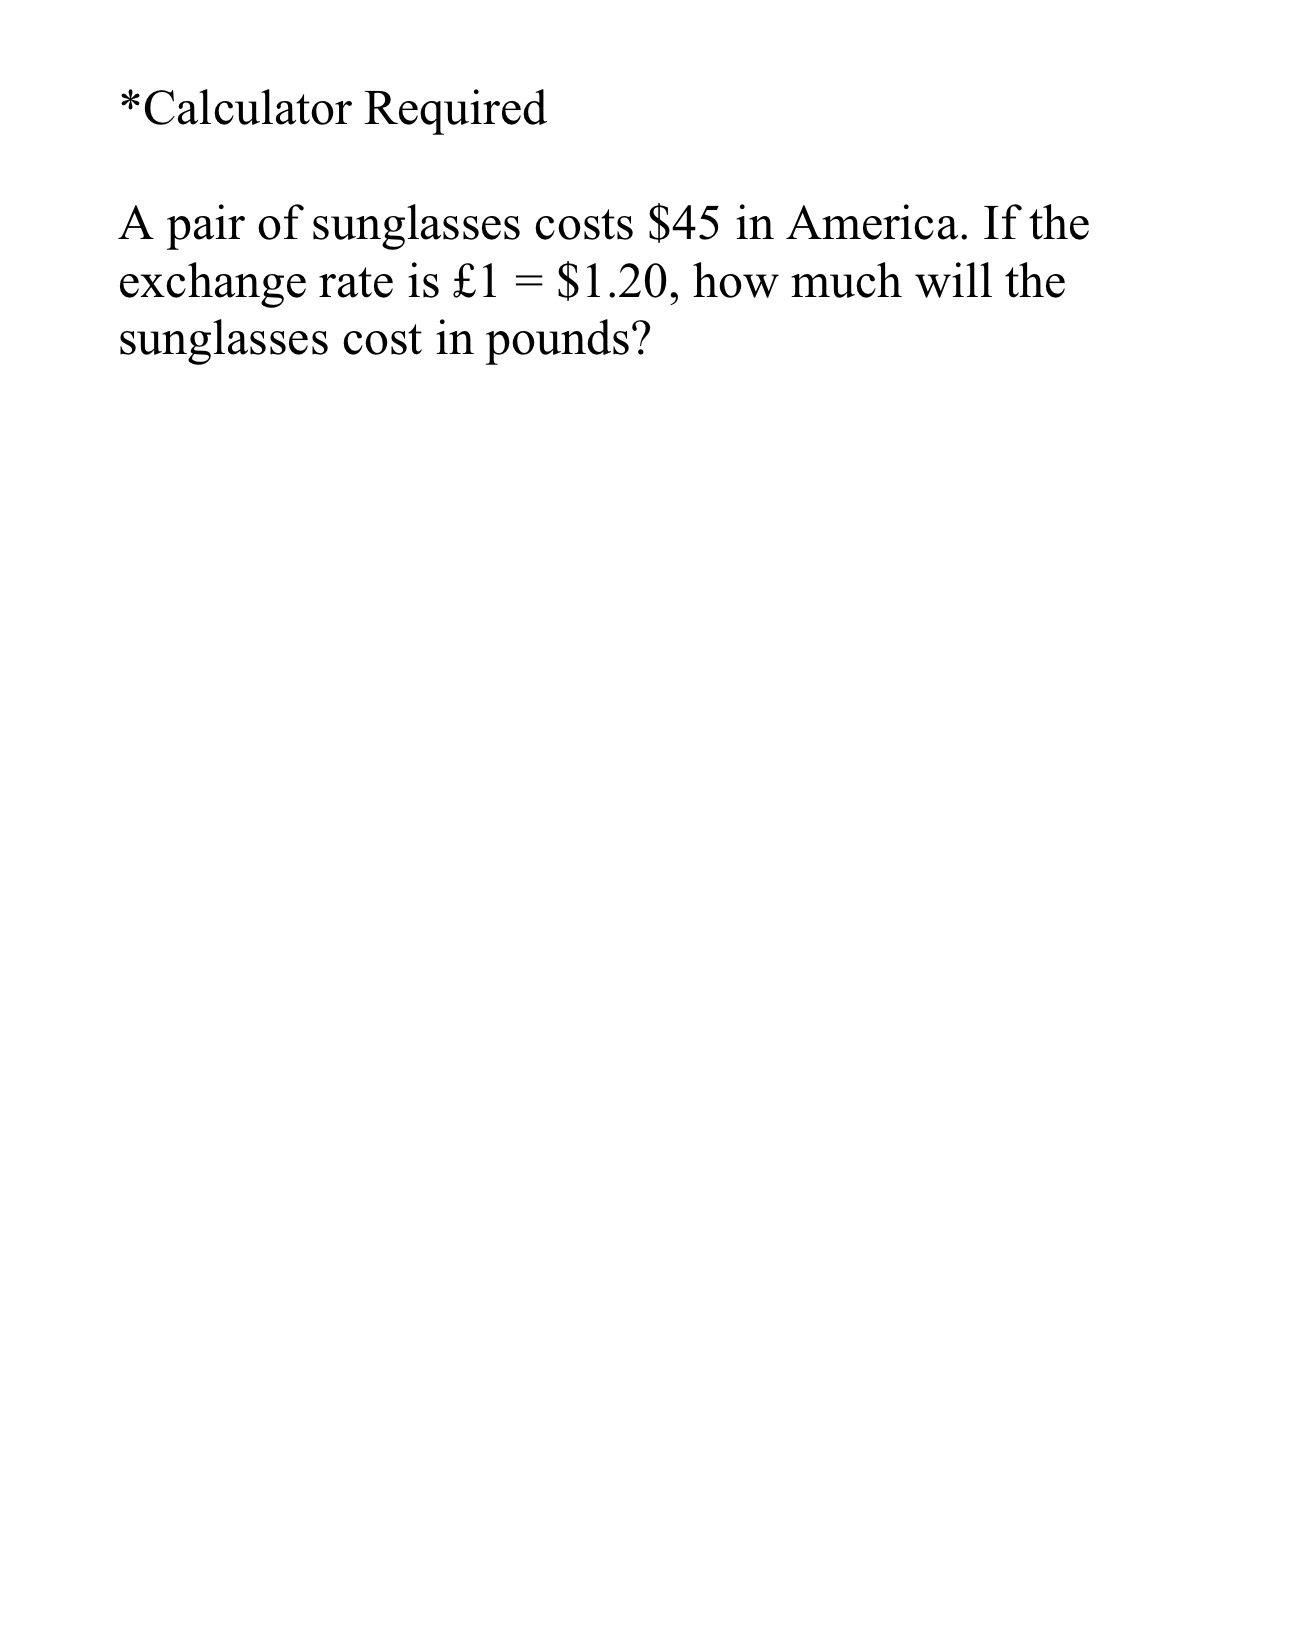 *Calculator Required
A pair of sunglasses costs $45 in America. If the
exchange rate is £1 = $1.20, how much will the
sunglasses cost in pounds?